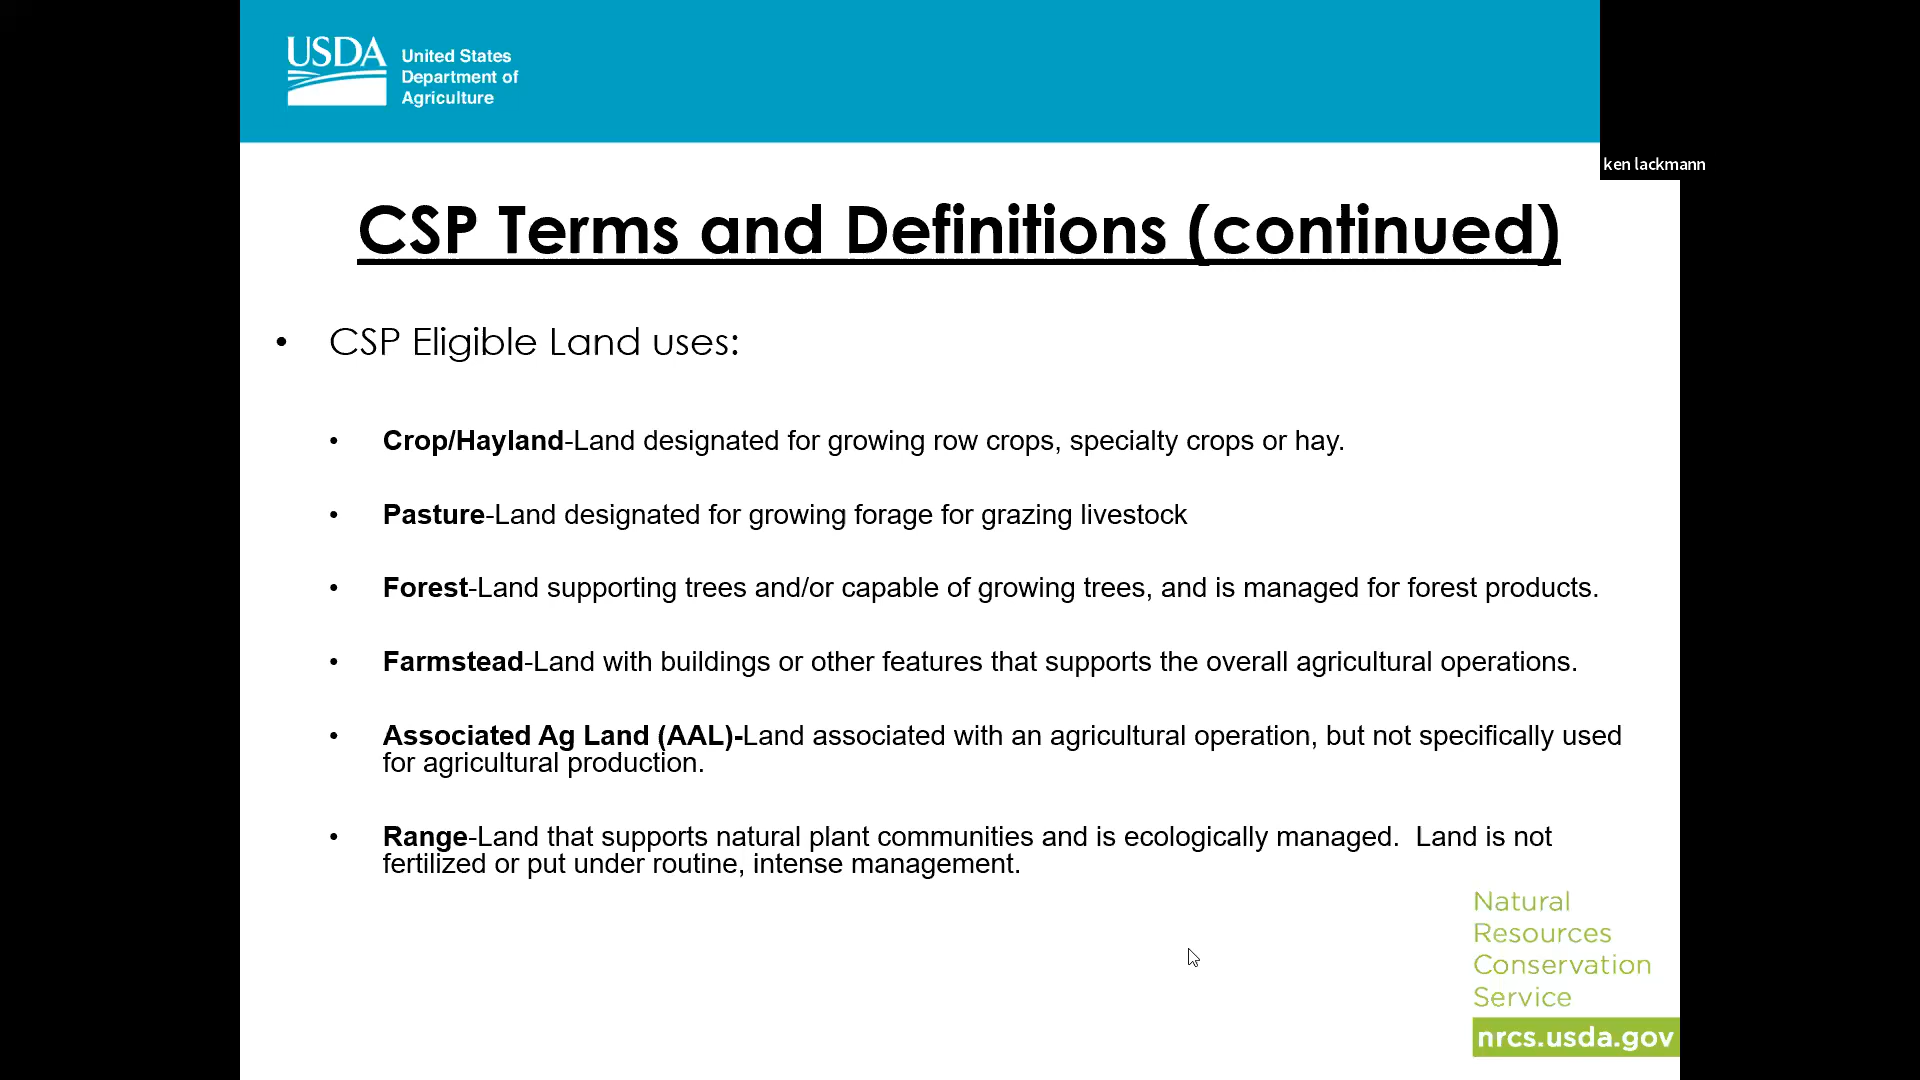 USDA
United States
Department of
Agriculture
ken lackmann
CSP Terms and Definitions (continued)
• CSP Eligible Land uses:
• Crop/Hayland-Land designated for growing row crops, specialty crops or hay.
• Pasture-Land designated for growing forage for grazing livestock
• Forest-Land supporting trees and/or capable of growing trees, and is managed for forest products.
• Farmstead-Land with buildings or other features that supports the overall agricultural operations.
• Associated Ag Land (AAL)-Land associated with an agricultural operation, but not specifically used
for agricultural production.
• Range-Land that supports natural plant communities and is ecologically managed.  Land is not
fertilized or put under routine, intense management.
Natural
Resources
Conservation
Service
nrcs.usda.gov